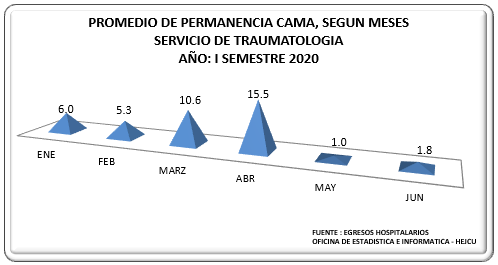 PROMEDIO DE PERMANENCIA CAMA, SEGUN MESES
SERVICIO DE TRAUMATOLOGIA
AÑO: I SEMESTRE 2020
6.0
5.3
10.6
15.5
1.0
1.8
ENE
FEB
MARZ
ABR
MAY
JUN
FUENTE : EGRESOS HOSPITALARIOS
OFICINA DE ESTADISTICA E INFORMATICA - HEJCU